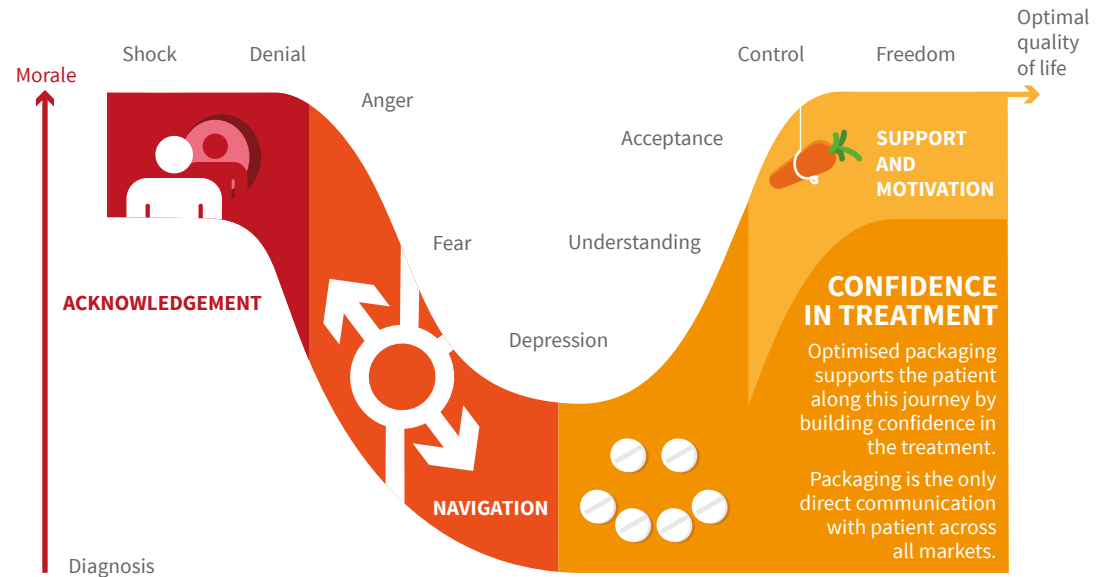 Morale
Shock
Denial
Anger
Fear
Depression
Understanding
Acceptance
Control
Freedom
Optimal
quality
of life
ACKNOWLEDGEMENT
NAVIGATION
SUPPORT
AND
MOTIVATION
CONFIDENCE
IN TREATMENT
Optimised packaging
supports the patient
along this journey by
building confidence in
the treatment.
Packaging is the only
direct communication
with patient across
all markets.
Diagnosis